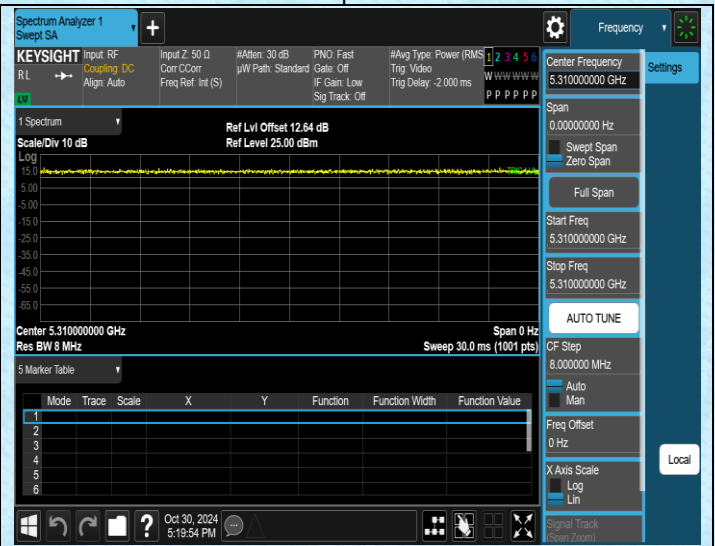 Spectrum Analyzer 1
Swept SA
+
Frequency
KEYSIGHT
RL
LXI
Input: RF
Coupling: DC
Align: Auto
Input Z: 50 Ω
Corr CCorr
Freq Ref: Int (S)
#Atten: 30 dB
µW Path: Standard
PNO: Fast
Gate: Off
IF Gain: Low
Sig Track: Off
#Avg Type: Power (RMS
Trig: Video
Trig Delay: -2.000 ms
1 2 3 4 5 6
W W W W W W
P P P P P P
1 Spectrum
Scale/Div 10 dB
Ref Lvl Offset 12.64 dB
Ref Level 25.00 dBm
Log
15.0
5.00
-5.00
-15.0
-25.0
-35.0
-45.0
-55.0
-65.0
Center 5.310000000 GHz
Span 0 Hz
Res BW 8 MHz
Sweep 30.0 ms (1001 pts)
5 Marker Table
Mode Trace Scale X Y Function Function Width Function Value
1
2
3
4
5
6
Center Frequency
5.310000000 GHz
Settings
Span
0.00000000 Hz
Swept Span
Zero Span
Full Span
Start Freq
5.310000000 GHz
Stop Freq
5.310000000 GHz
AUTO TUNE
CF Step
8.000000 MHz
Auto
Man
Freq Offset
0 Hz
X Axis Scale
Log
Lin
Local
Signal Track
(Span Zoom)
?
Oct 30, 2024
5:19:54 PM